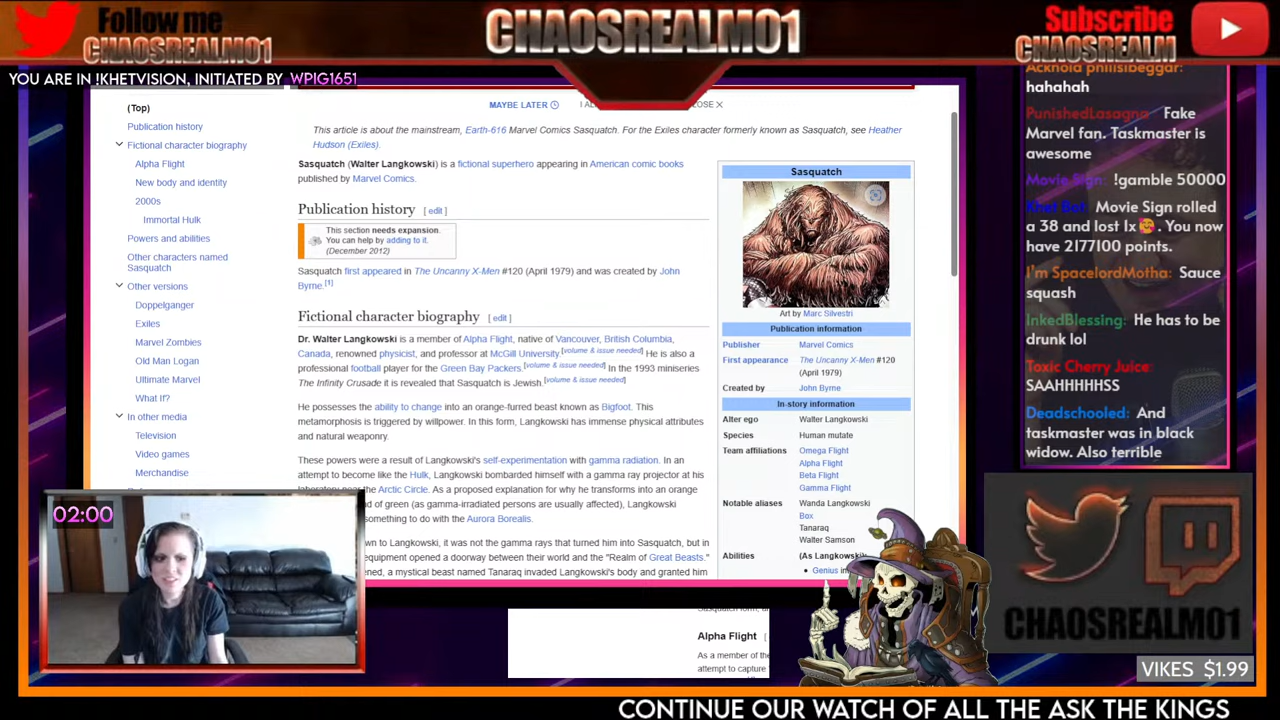 Follow me
CHAOSREALM01
CHAOSREALM01
Subscribe
CHAOSREALM
YOU ARE IN !KHETVISION, INITIATED BY WPIG1651
MAYBE LATER
CLOSE
(Top)
Publication history
Fictional character biography
Alpha Flight
New body and identity
2000s
Immortal Hulk
Powers and abilities
Other characters named
Sasquatch
Other versions
Doppelganger
Exiles
Marvel Zombies
Old Man Logan
Ultimate Marvel
What If?
In other media
Television
Video games
Merchandise
This article is about the mainstream, Earth-616 Marvel Comics Sasquatch. For the Exiles character formerly known as Sasquatch, see Heather
Hudson (Exiles).
Sasquatch (Walter Langkowski) is a fictional superhero appearing in American comic books
published by Marvel Comics.
Publication history [ edit ]
This section needs expansion.
You can help by adding to it.
(December 2012)
Sasquatch first appeared in The Uncanny X-Men #120 (April 1979) and was created by John
Byrne.[1]
Fictional character biography [ edit ]
Dr. Walter Langkowski is a member of Alpha Flight, native of Vancouver, British Columbia,
Canada, renowned physicist, and professor at McGill University.[volume & issue needed] He is also a
professional football player for the Green Bay Packers.[volume & issue needed] In the 1993 miniseries
The Infinity Crusade it is revealed that Sasquatch is Jewish.[volume & issue needed]
He possesses the ability to change into an orange-furred beast known as Bigfoot. This
metamorphosis is triggered by willpower. In this form, Langkowski has immense physical attributes
and natural weaponry.
These powers were a result of Langkowski's self-experimentation with gamma radiation. In an
attempt to become like the Hulk, Langkowski bombarded himself with a gamma ray projector at his
laboratory near the Arctic Circle. As a proposed explanation for why he transforms into an orange
of green (as gamma-irradiated persons are usually affected), Langkowski
something to do with the Aurora Borealis.
to Langkowski, it was not the gamma rays that turned him into Sasquatch, but in
equipment opened a doorway between their world and the "Realm of Great Beasts."
a mystical beast named Tanaraq invaded Langkowski's body and granted him
Sasquatch
Art by Marc Silvestri
Publication information
Publisher Marvel Comics
First appearance The Uncanny X-Men #120
(April 1979)
Created by John Byrne
In-story information
Alter ego Walter Langkowski
Species Human mutate
Team affiliations Omega Flight
Alpha Flight
Beta Flight
Gamma Flight
Notable aliases Wanda Langkowski
Box
Tanaraq
Walter Samson
Abilities (As Langkowski)
• Genius
Alpha Flight [
As a member of the
attempt to capture
02:00
Acknola philisibeggar:
hahahah
PunishedLasagna: Fake
Marvel fan. Taskmaster is
awesome
Movie Sign: !gamble 50000
Khet Bot: Movie Sign rolled
a 38 and lost 1x🥰. You now
have 2177100 points.
I'm SpacelordMotha: Sauce
squash
InkedBlessing: He has to be
drunk lol
Toxic Cherry Juice:
SAAHHHHHSS
Deadschooled: And
taskmaster was in black
widow. Also terrible
CHAOSREALM01
VIKES $1.99
CONTINUE OUR WATCH OF ALL THE ASK THE KINGS